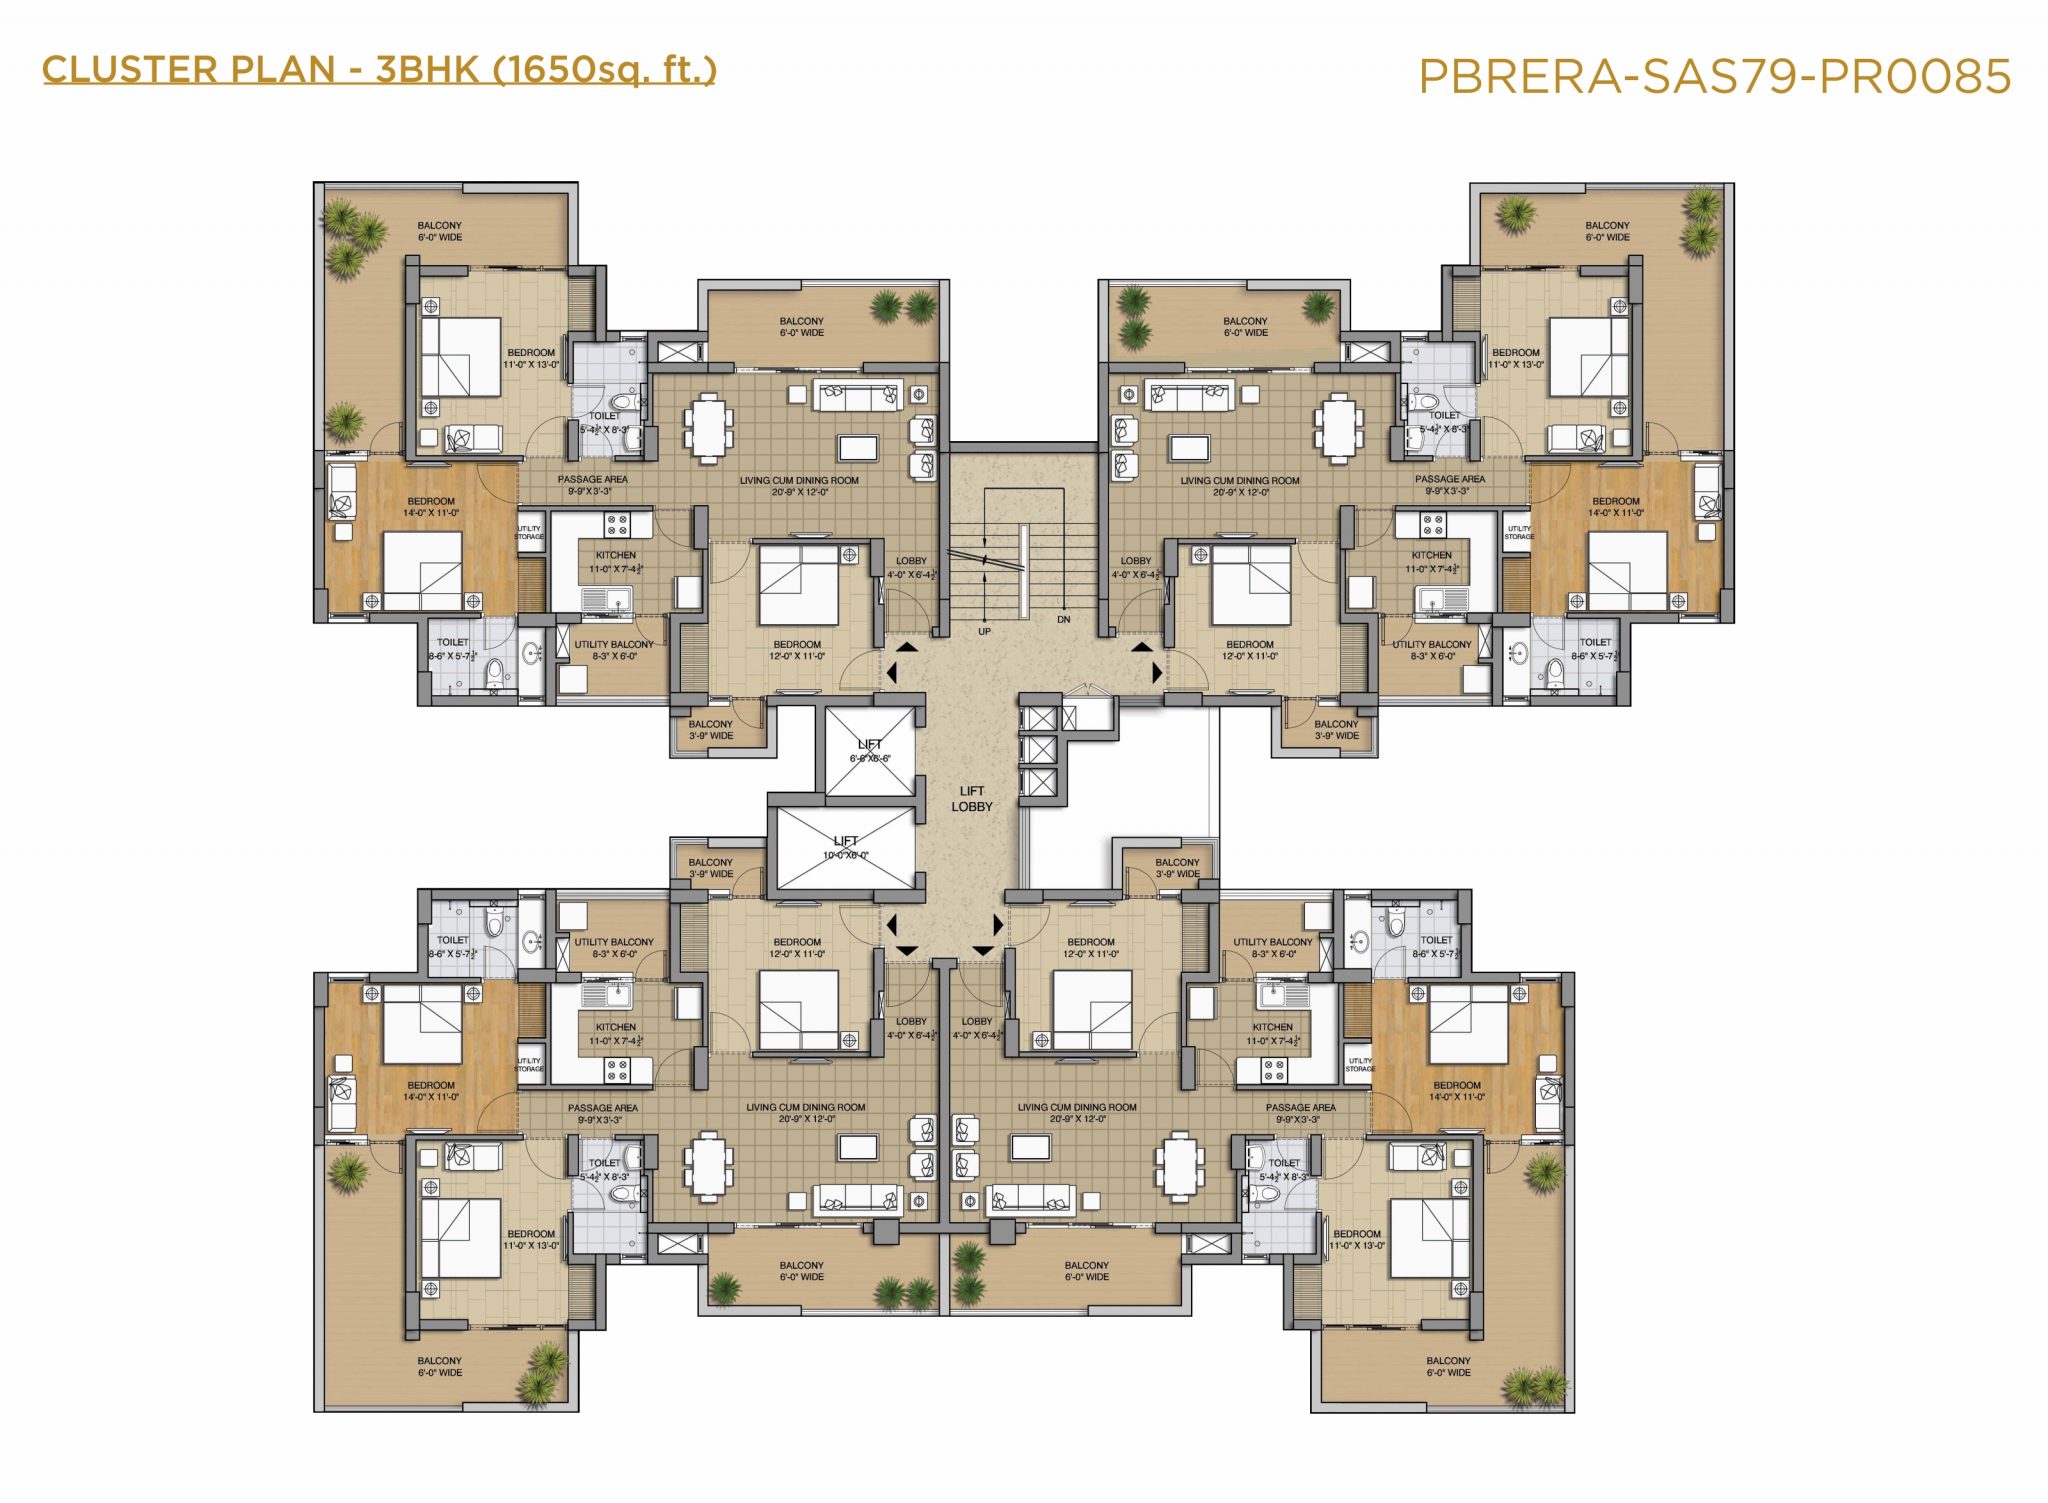 CLUSTER PLAN - 3BHK (1650sq. ft.)
PBRERA-SAS79-PR0085
BALCONY
6'-0" WIDE
BALCONY
6'-0" WIDE
BALCONY
6'-0" WIDE
BALCONY
6'-0" WIDE
BEDROOM
11'-0" X 13'-0"
TOILET
5'-4½" X 8'-3"
LIVING CUM DINING ROOM
20'-9" X 12'-0"
PASSAGE AREA
9'-9" X 3'-3"
BEDROOM
14'-0" X 11'-0"
UTILITY
STORAGE
KITCHEN
11-0" X 7'-4½"
LOBBY
4'-0" X 6'-4½"
TOILET
8-6" X 5'-7½"
UTILITY BALCONY
8-3" X 6'-0"
BEDROOM
12'-0" X 11'-0"
BALCONY
3'-9" WIDE
UP
DN
BEDROOM
11'-0" X 13'-0"
TOILET
5'-4½" X 8'-3"
LIVING CUM DINING ROOM
20'-9" X 12'-0"
PASSAGE AREA
9'-9" X 3'-3"
BEDROOM
14'-0" X 11'-0"
UTILITY
STORAGE
KITCHEN
11-0" X 7'-4½"
LOBBY
4'-0" X 6'-4½"
BEDROOM
12'-0" X 11'-0"
UTILITY BALCONY
8-3" X 6'-0"
TOILET
8-6" X 5'-7½"
BALCONY
3'-9" WIDE
LIFT
6'-6"X6'-6"
LIFT
LOBBY
LIFT
10'-0"X6'-0"
BALCONY
3'-9" WIDE
TOILET
8-6" X 5'-7½"
UTILITY BALCONY
8-3" X 6'-0"
BEDROOM
12'-0" X 11'-0"
KITCHEN
11-0" X 7'-4½"
LOBBY
4'-0" X 6'-4½"
UTILITY
STORAGE
BEDROOM
14'-0" X 11'-0"
PASSAGE AREA
9'-9" X 3'-3"
LIVING CUM DINING ROOM
20'-9" X 12'-0"
TOILET
5'-4½" X 8'-3"
BEDROOM
11'-0" X 13'-0"
BALCONY
6'-0" WIDE
BALCONY
6'-0" WIDE
BALCONY
3'-9" WIDE
BEDROOM
12'-0" X 11'-0"
UTILITY BALCONY
8-3" X 6'-0"
TOILET
8-6" X 5'-7½"
LOBBY
4'-0" X 6'-4½"
KITCHEN
11-0" X 7'-4½"
UTILITY
STORAGE
BEDROOM
14'-0" X 11'-0"
LIVING CUM DINING ROOM
20'-9" X 12'-0"
PASSAGE AREA
9'-9" X 3'-3"
TOILET
5'-4½" X 8'-3"
BEDROOM
11'-0" X 13'-0"
BALCONY
6'-0" WIDE
BALCONY
6'-0" WIDE